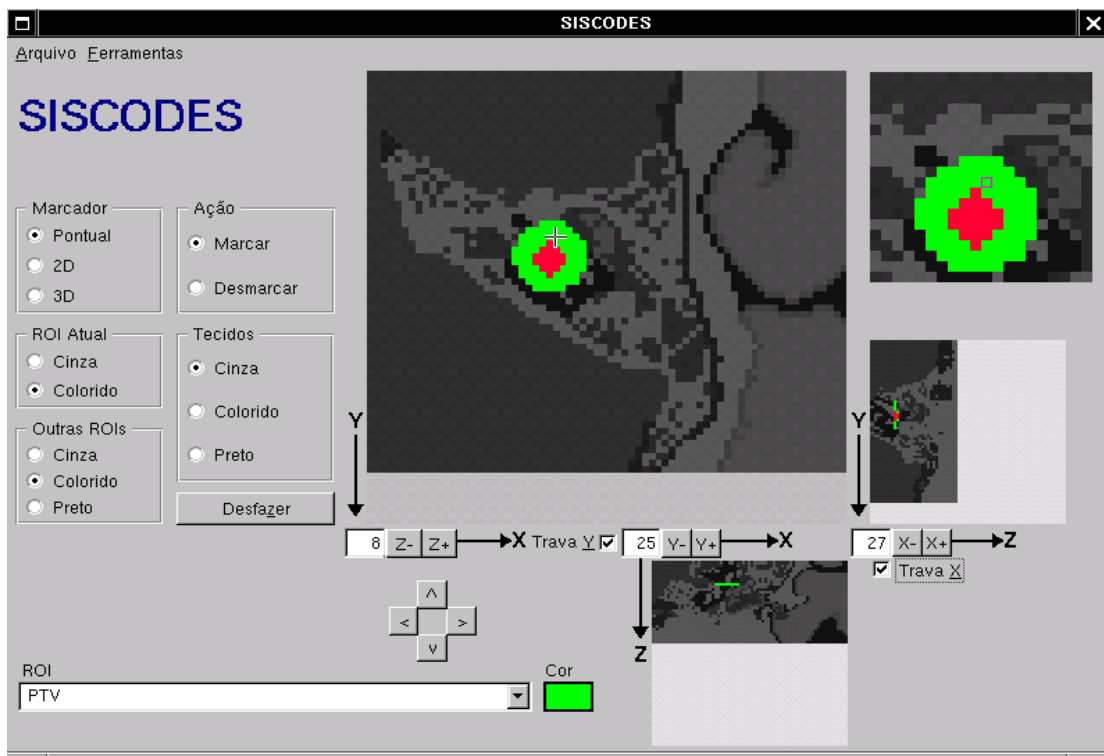 SISCODES
Arquivo Ferramentas
SISCODES
Marcador
Pontual
2D
3D
Ação
Marcar
Desmarcar
ROI Atual
Cinza
Colorido
Tecidos
Cinza
Colorido
Preto
Outras ROIs
Cinza
Colorido
Preto
Desfazer
Y
Y
8 Z- Z+ X Trava Y 25 Y- Y+ X 27 X- X+ Z
Trava X
^
< >
v
Z
ROI
PTV
Cor